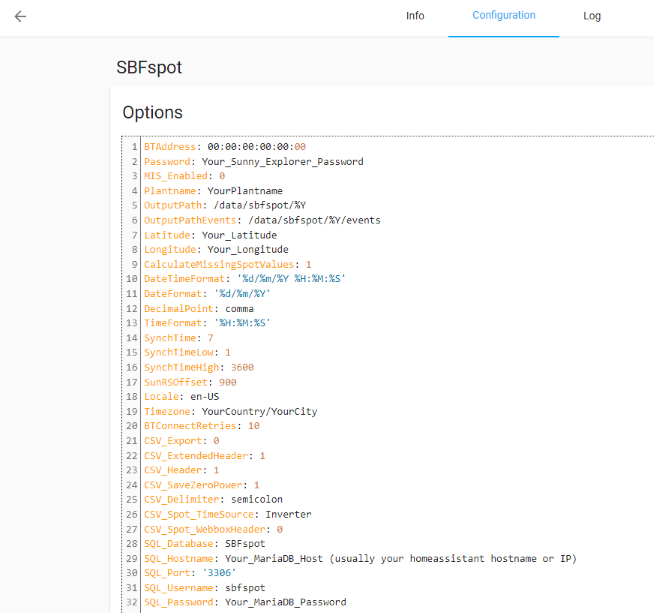 Info Configuration Log
SBFspot
Options
1 BTAddress: 00:00:00:00:00:00
2 Password: Your_Sunny_Explorer_Password
3 MIS_Enabled: 0
4 Plantname: YourPlantname
5 OutputPath: /data/sbfspot/%Y
6 OutputPathEvents: /data/sbfspot/%Y/events
7 Latitude: Your_Latitude
8 Longitude: Your_Longitude
9 CalculateMissingSpotValues: 1
10 DateTimeFormat: '%d/%m/%Y %H:%M:%S'
11 DateFormat: '%d/%m/%Y'
12 DecimalPoint: comma
13 TimeFormat: '%H:%M:%S'
14 SynchTime: 7
15 SynchTimeLow: 1
16 SynchTimeHigh: 3600
17 SunRSOffset: 900
18 Locale: en-US
19 Timezone: YourCountry/YourCity
20 BTConnectRetries: 10
21 CSV_Export: 0
22 CSV_ExtendedHeader: 1
23 CSV_Header: 1
24 CSV_SaveZeroPower: 1
25 CSV_Delimiter: semicolon
26 CSV_Spot_TimeSource: Inverter
27 CSV_Spot_WebboxHeader: 0
28 SQL_Database: SBFspot
29 SQL_Hostname: Your_MariaDB_Host (usually your homeassistant hostname or IP)
30 SQL_Port: '3306'
31 SQL_Username: sbfspot
32 SQL_Password: Your_MariaDB_Password